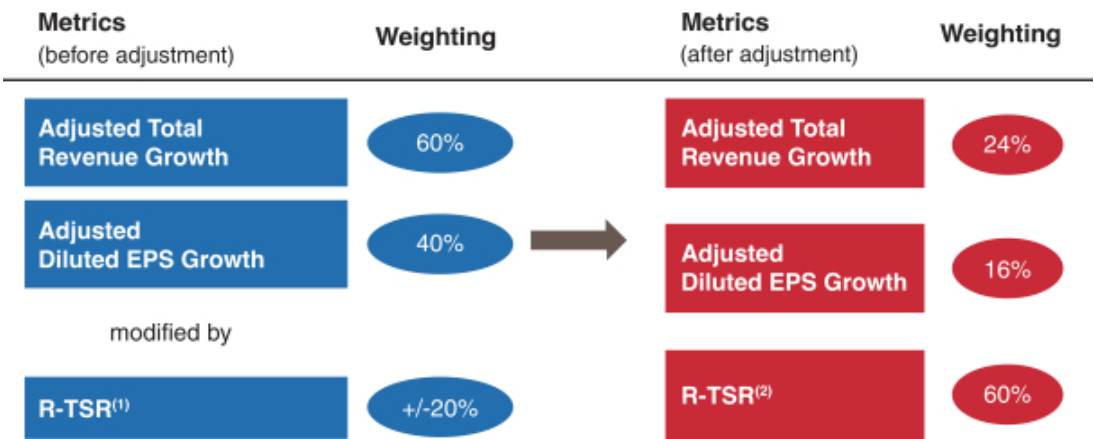 Metrics
(before adjustment)
Weighting
Metrics
(after adjustment)
Weighting
Adjusted Total
Revenue Growth
60%
Adjusted Total
Revenue Growth
24%
Adjusted
Diluted EPS Growth
40%
Adjusted
Diluted EPS Growth
16%
modified by
R-TSR(1)
+/-20%
R-TSR(2)
60%